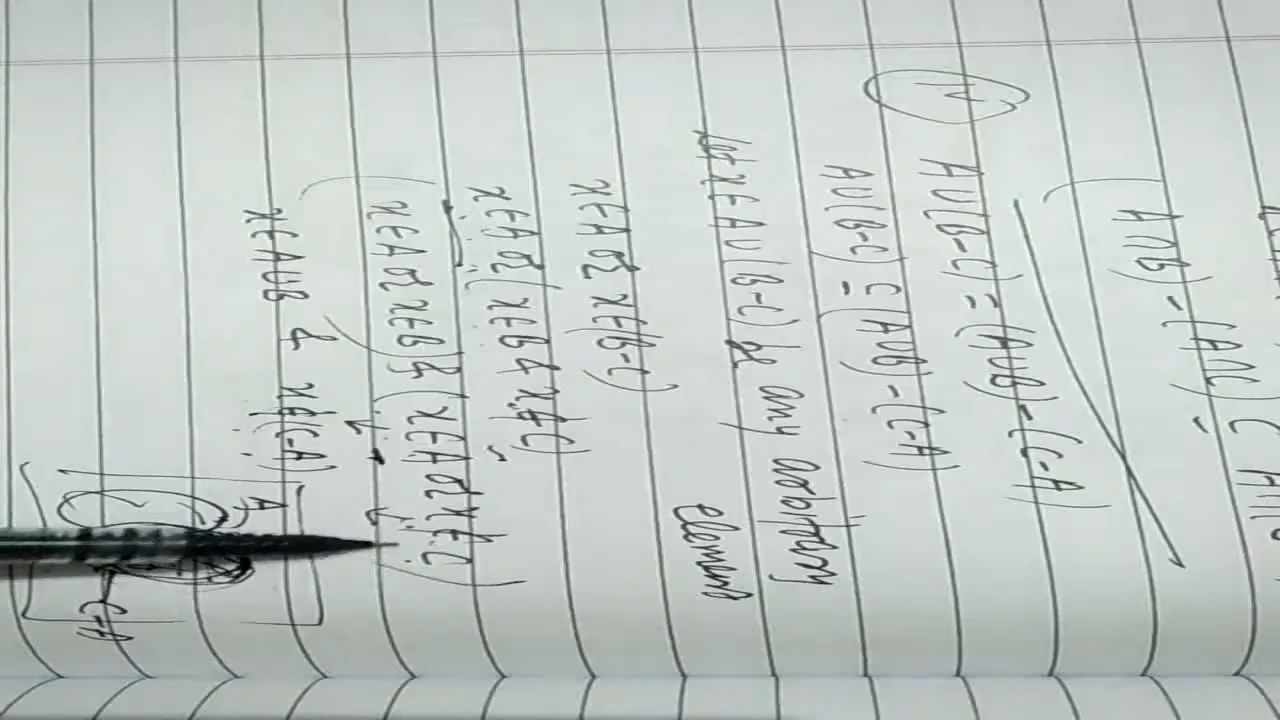 A∩B) - (A∩C) ⊂ A∩(B
IV
A∪(B-C) = (A∪B) - (C-A)
A∪(B-C) ⊆ (A∪B) - (C-A)
let x∈A∪(B-C) be any arbitrary
element
x∈A or x∈(B-C)
x∈A or (x∈B & x∉C)
(x∈A or x∈B) & (x∈A or x∉C)
x∈A∪B & x∉(C-A)
A
C-A